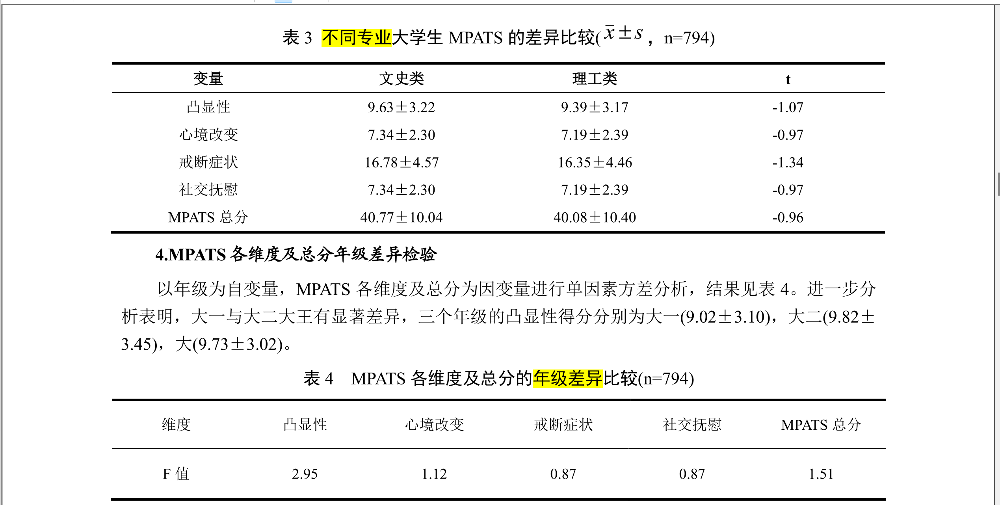 表 3 不同专业大学生 MPATS 的差异比较( x̄ ± s ，n=794)
变量 文史类 理工类 t
凸显性 9.63±3.22 9.39±3.17 -1.07
心境改变 7.34±2.30 7.19±2.39 -0.97
戒断症状 16.78±4.57 16.35±4.46 -1.34
社交抚慰 7.34±2.30 7.19±2.39 -0.97
MPATS 总分 40.77±10.04 40.08±10.40 -0.96
4.MPATS 各维度及总分年级差异检验
以年级为自变量，MPATS 各维度及总分为因变量进行单因素方差分析，结果见表 4。进一步分
析表明，大一与大二大王有显著差异，三个年级的凸显性得分分别为大一(9.02±3.10)，大二(9.82±
3.45)，大(9.73±3.02)。
表 4 MPATS 各维度及总分的年级差异比较(n=794)
维度 凸显性 心境改变 戒断症状 社交抚慰 MPATS 总分
F 值 2.95 1.12 0.87 0.87 1.51